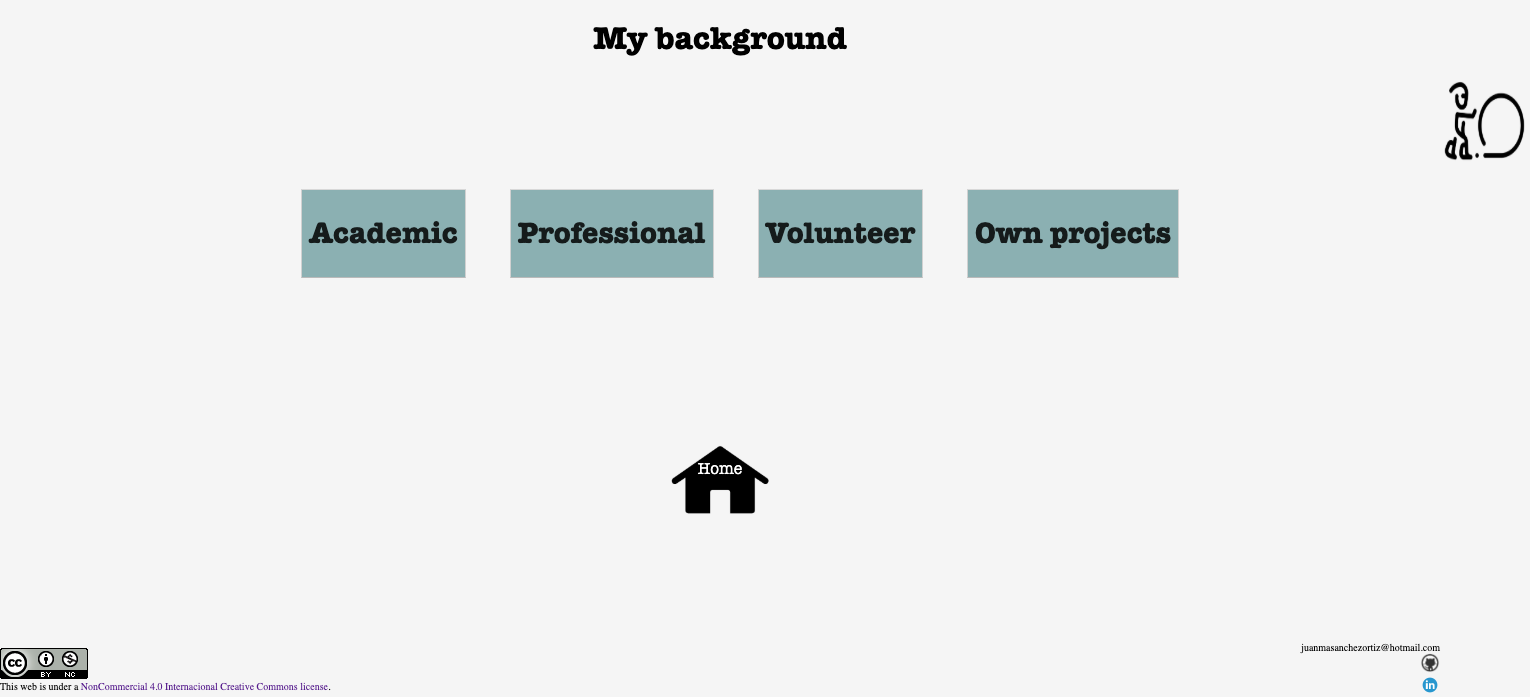 My background
Academic
Professional
Volunteer
Own projects
Home
juanmasanchezortiz@hotmail.com
cc
BY NC
in
This web is under a NonCommercial 4.0 Internacional Creative Commons license.